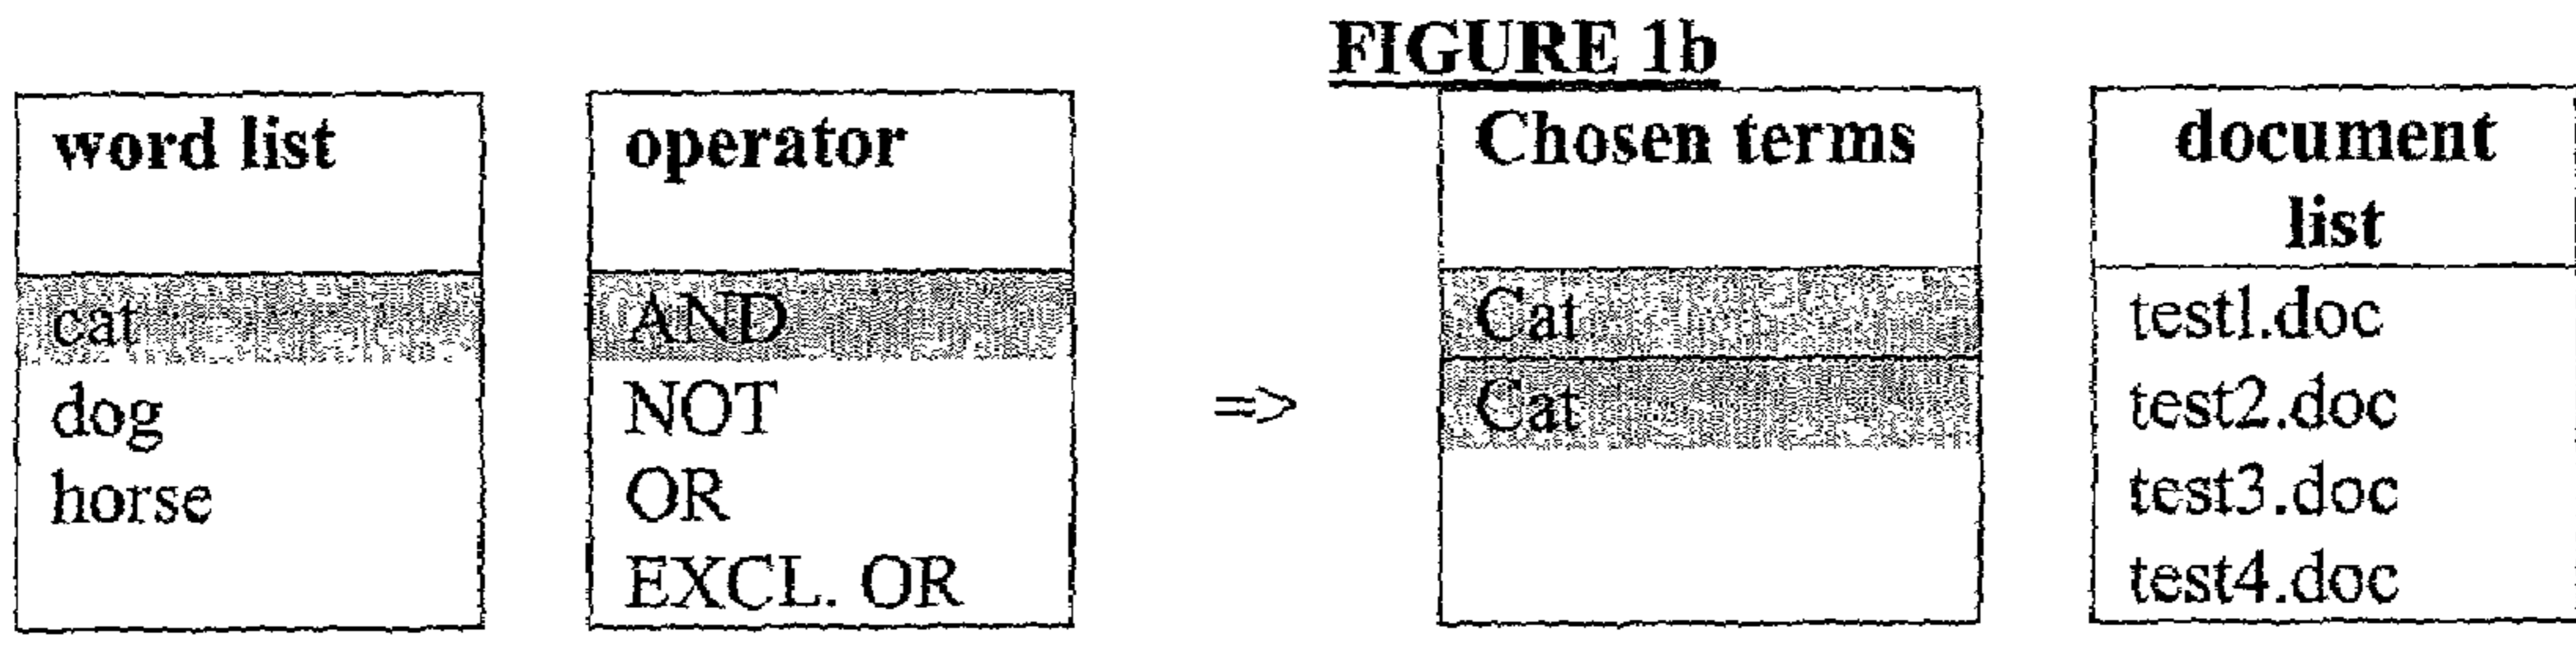 FIGURE 1b
word list
cat
dog
horse
operator
AND
NOT
OR
EXCL. OR
=>
Chosen terms
Cat
Cat
document
list
test1.doc
test2.doc
test3.doc
test4.doc